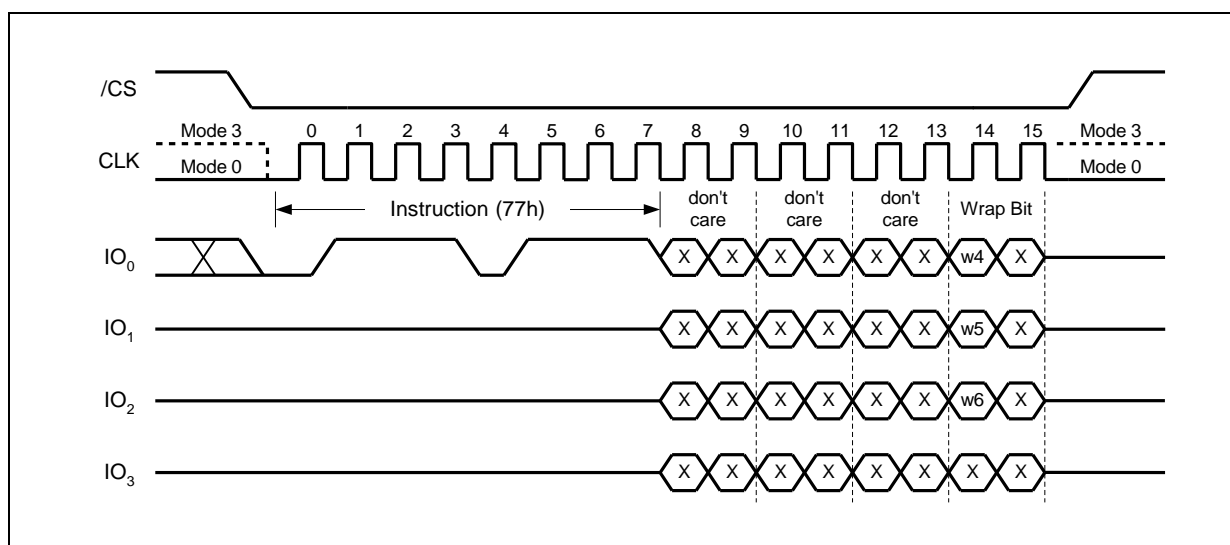 /CS
Mode 3 0 1 2 3 4 5 6 7 8 9 10 11 12 13 14 15 Mode 3
CLK
Mode 0 Mode 0
Instruction (77h) don't care don't care don't care Wrap Bit
IO0 X X X X X X w4 X
IO1 X X X X X X w5 X
IO2 X X X X X X w6 X
IO3 X X X X X X X X